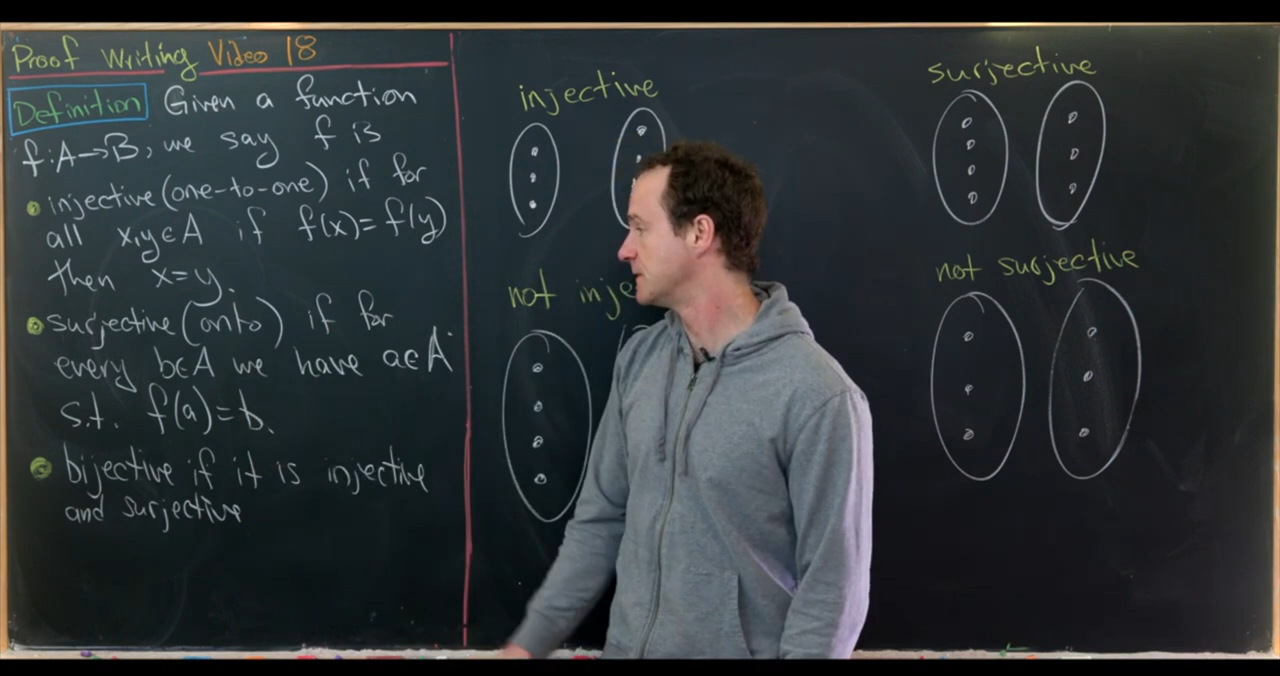 Proof Writing Video 18
Definition Given a function
f:A→B, we say f is
• injective (one-to-one) if for
all x,y∈A if f(x)=f(y)
then x=y.
• surjective (onto) if for
every b∈A we have a∈A
s.t. f(a)=b.
• bijective if it is injective
and surjective
injective
not inje
surjective
not surjective